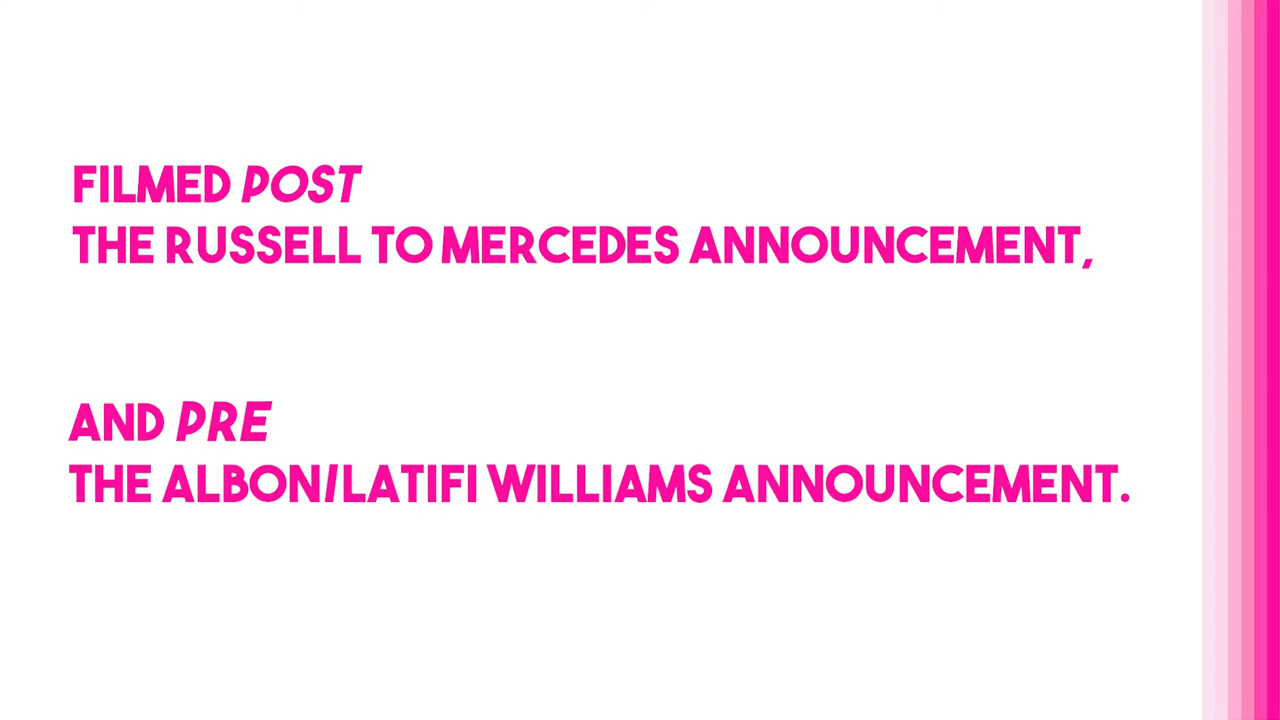 FILMED POST
THE RUSSELL TO MERCEDES ANNOUNCEMENT,
AND PRE
THE ALBON/LATIFI WILLIAMS ANNOUNCEMENT.